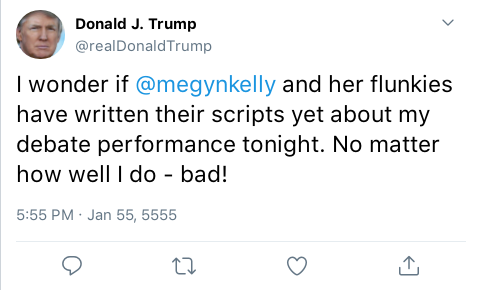 Donald J. Trump
@realDonaldTrump
I wonder if @megynkelly and her flunkies
have written their scripts yet about my
debate performance tonight. No matter
how well I do - bad!
5:55 PM · Jan 55, 5555